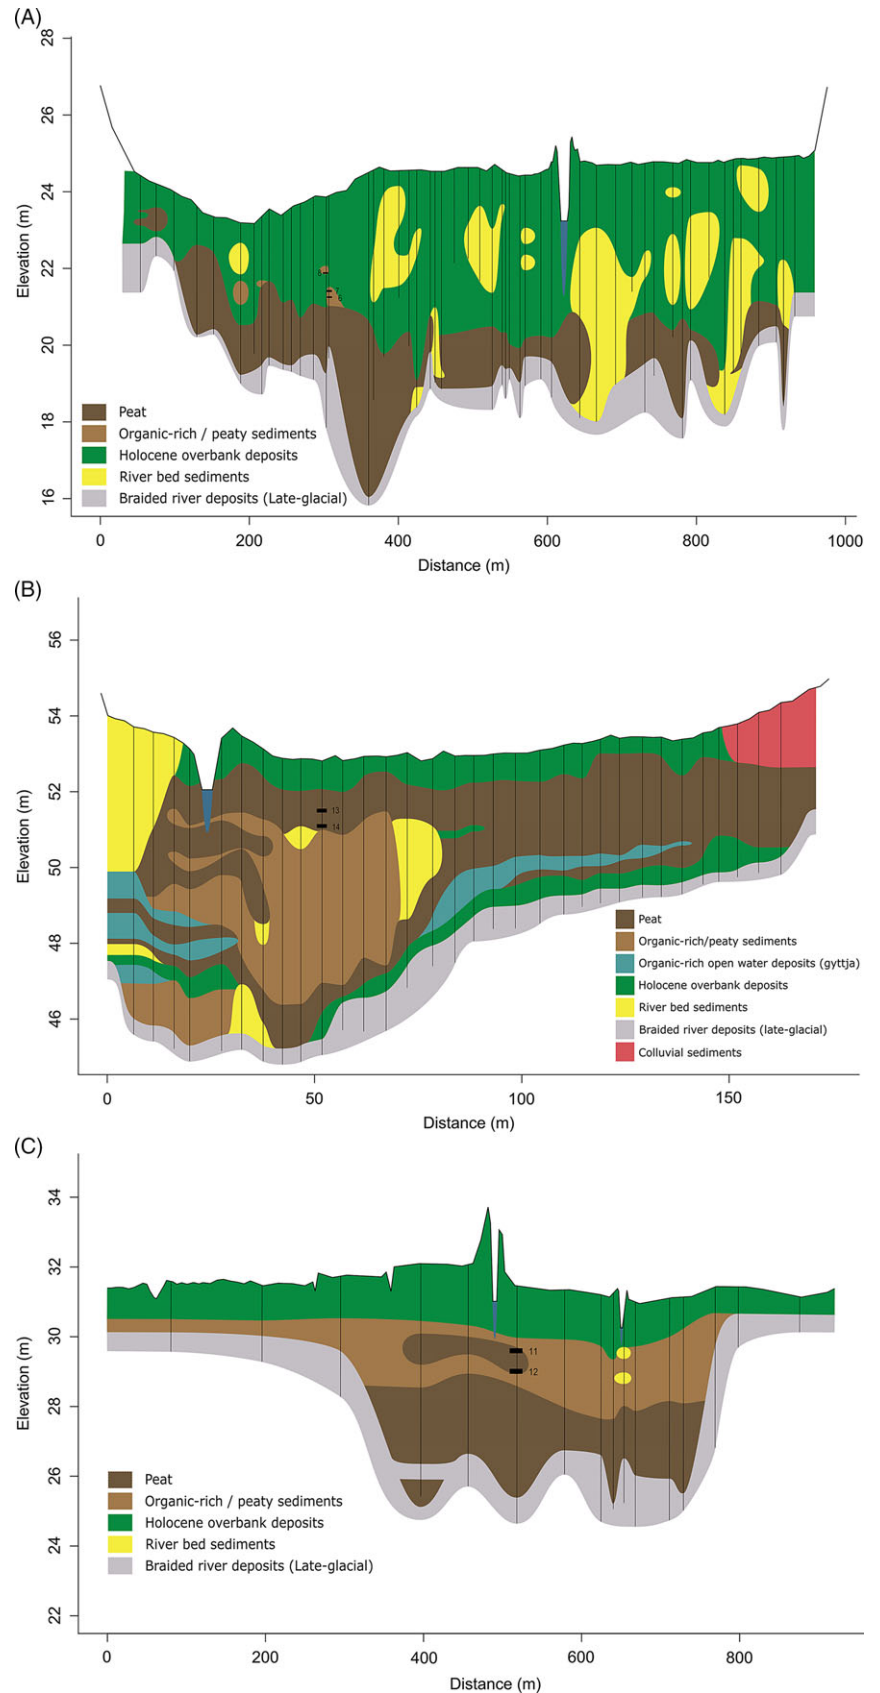 (A)
28
26
24
22
20
18
16
Elevation (m)
8
7
6
Peat
Organic-rich / peaty sediments
Holocene overbank deposits
River bed sediments
Braided river deposits (Late-glacial)
0 200 400 600 800 1000
Distance (m)
(B)
56
54
52
50
48
46
Elevation (m)
13
14
Peat
Organic-rich/peaty sediments
Organic-rich open water deposits (gyttja)
Holocene overbank deposits
River bed sediments
Braided river deposits (late-glacial)
Colluvial sediments
0 50 100 150
Distance (m)
(C)
34
32
30
28
26
24
22
Elevation (m)
11
12
Peat
Organic-rich / peaty sediments
Holocene overbank deposits
River bed sediments
Braided river deposits (Late-glacial)
0 200 400 600 800
Distance (m)